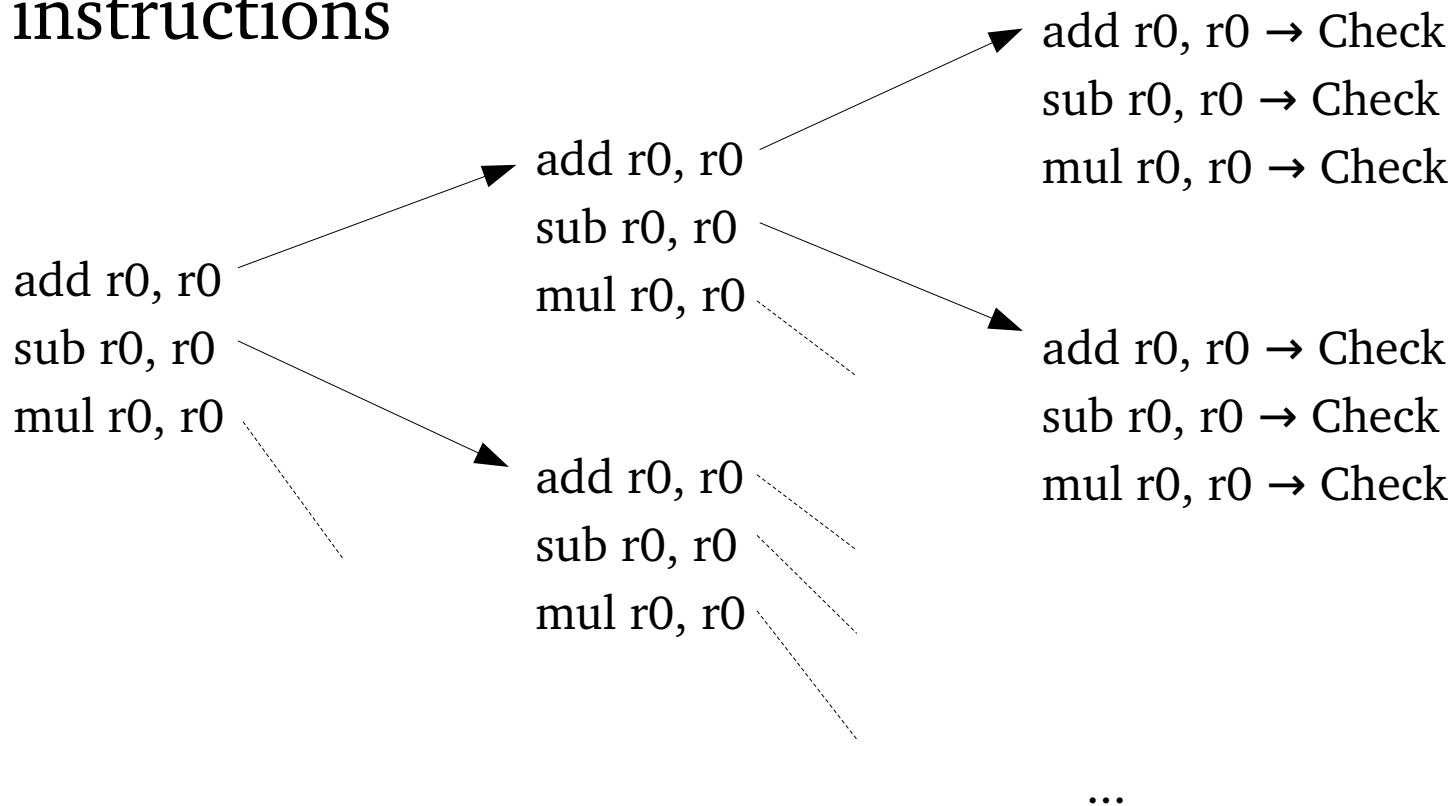 instructions
add r0, r0
sub r0, r0
mul r0, r0
add r0, r0
sub r0, r0
mul r0, r0
add r0, r0
sub r0, r0
mul r0, r0
add r0, r0 → Check
sub r0, r0 → Check
mul r0, r0 → Check
add r0, r0 → Check
sub r0, r0 → Check
mul r0, r0 → Check
...